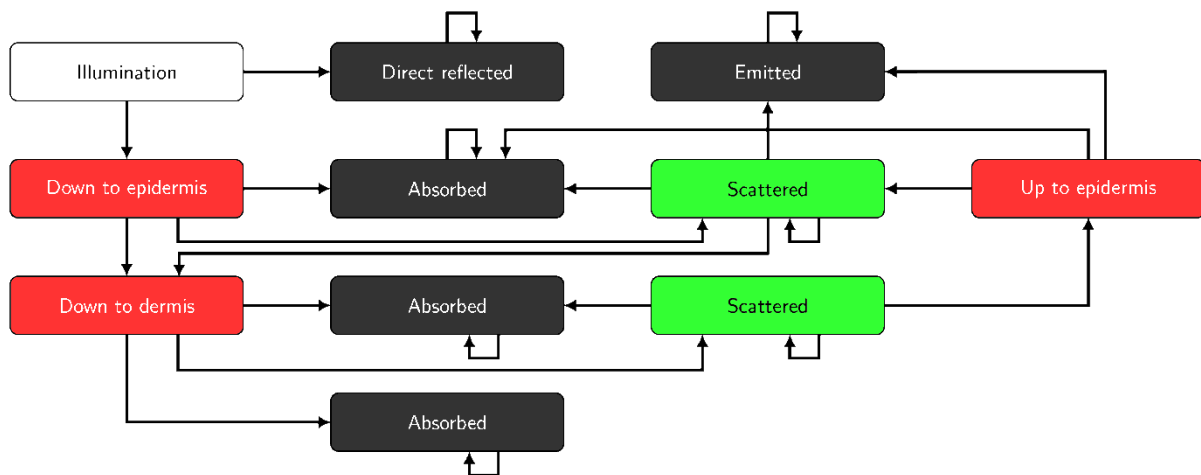 Illumination
Direct reflected
Emitted
Down to epidermis
Absorbed
Scattered
Up to epidermis
Down to dermis
Absorbed
Scattered
Absorbed